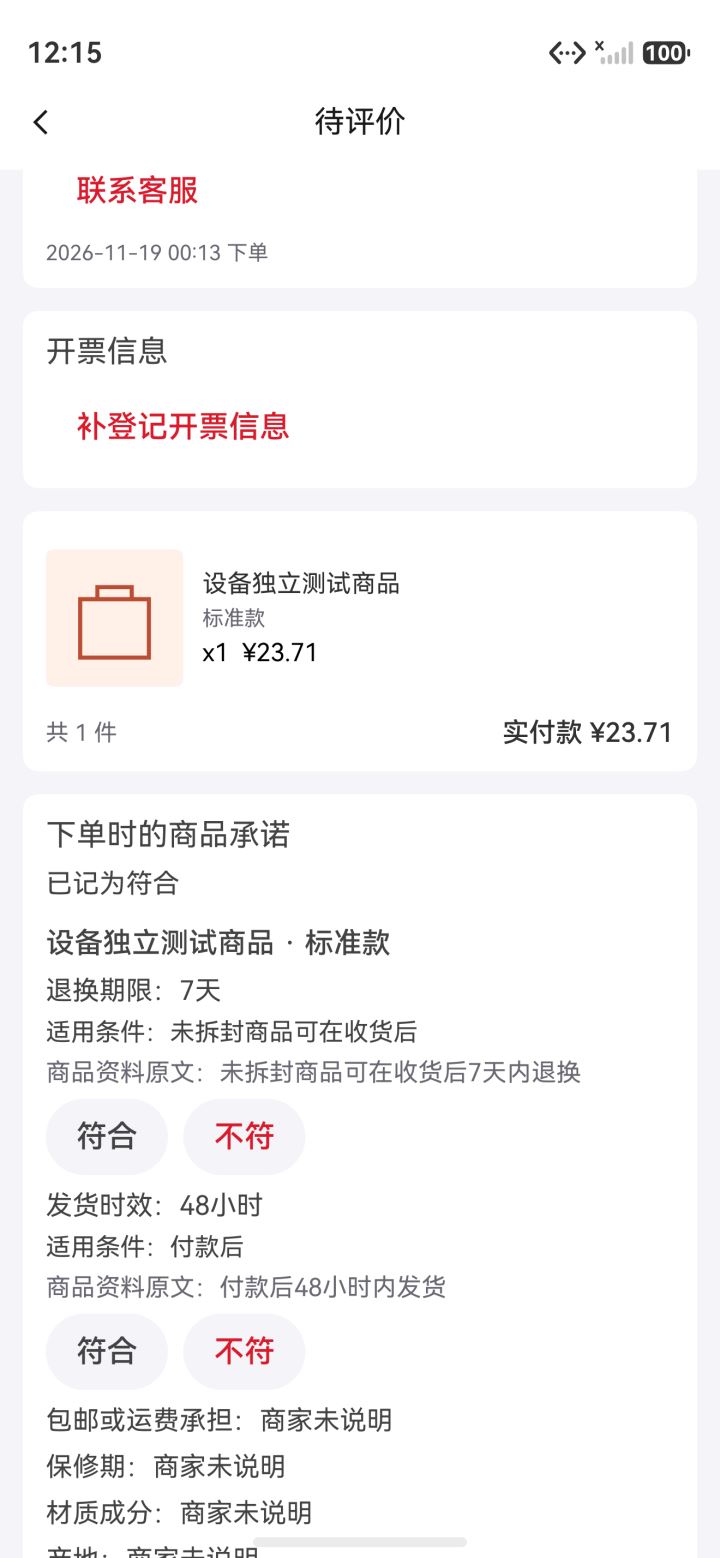 12:15
100
待评价
联系客服
2026-11-19 00:13 下单
开票信息
补登记开票信息
设备独立测试商品
标准款
x1 ¥23.71
共 1 件
实付款 ¥23.71
下单时的商品承诺
已记为符合
设备独立测试商品 · 标准款
退换期限：7天
适用条件：未拆封商品可在收货后
商品资料原文：未拆封商品可在收货后7天内退换
符合
不符
发货时效：48小时
适用条件：付款后
商品资料原文：付款后48小时内发货
符合
不符
包邮或运费承担：商家未说明
保修期：商家未说明
材质成分：商家未说明
产地：商家未说明